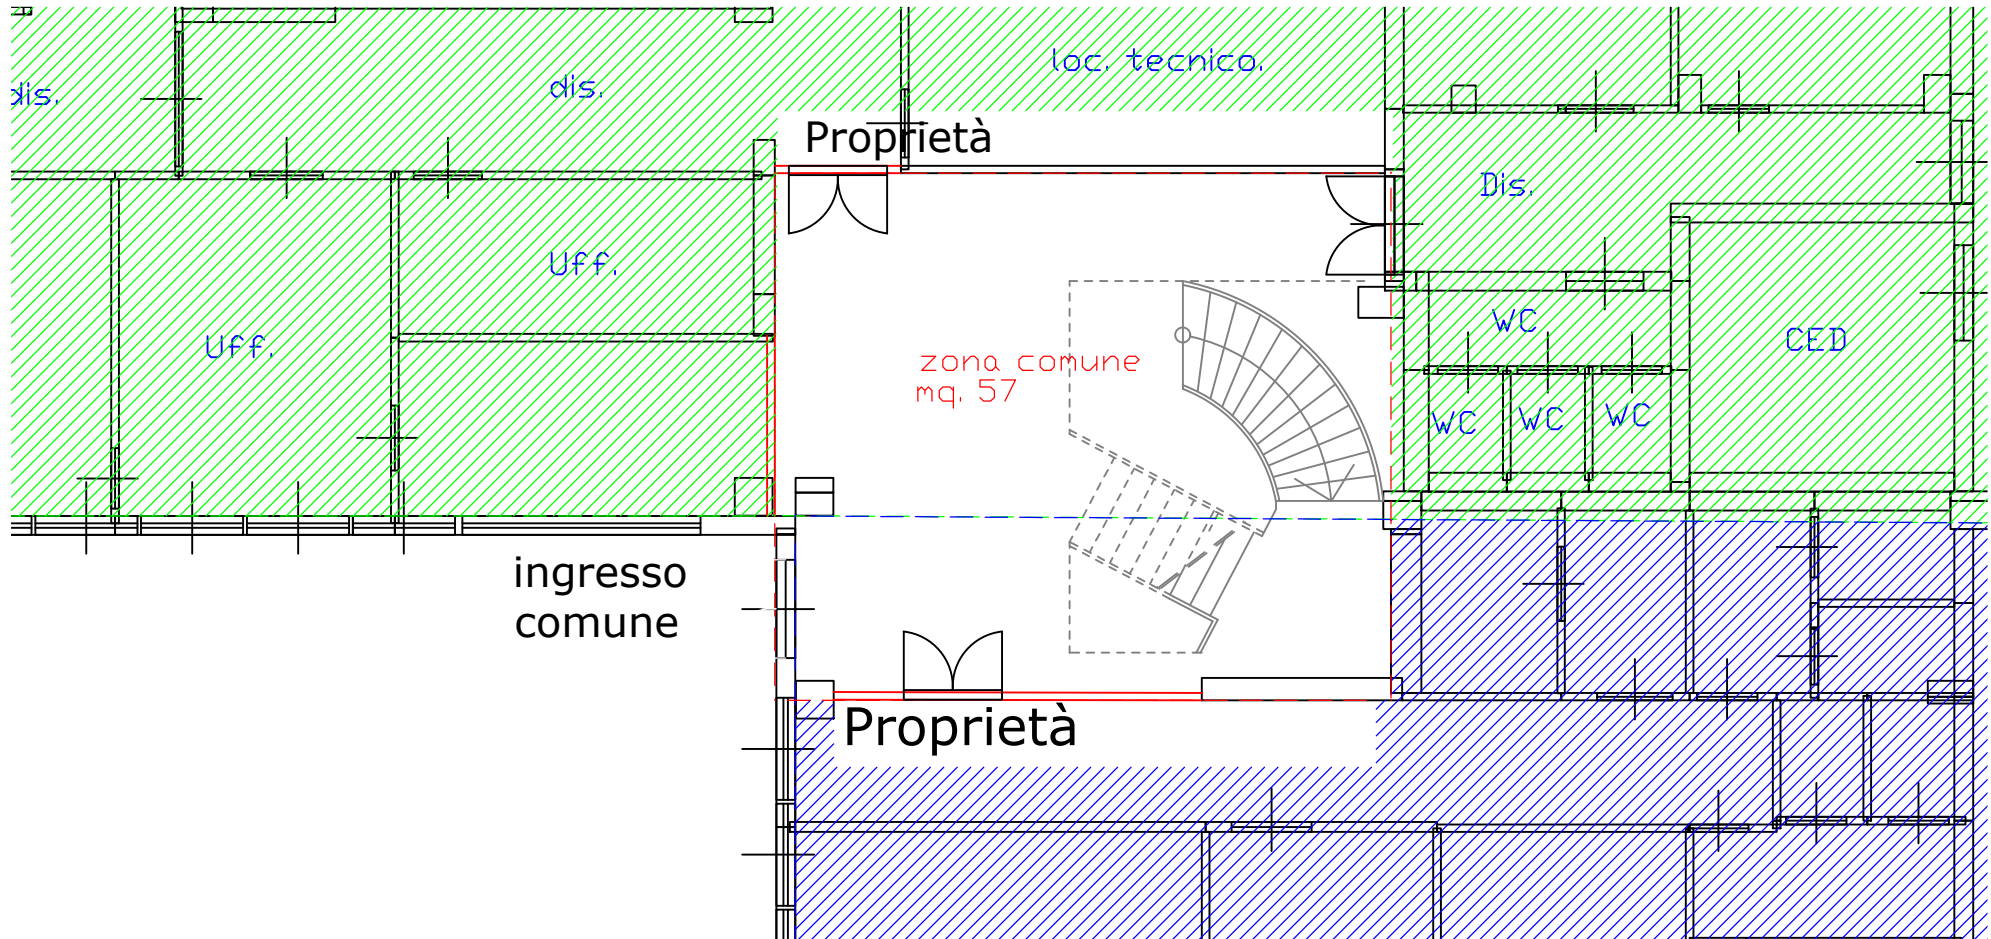 loc. tecnico.
dis.
dis.
Proprietà
Dis.
Uff.
Uff.
WC
CED
zona comune
mq. 57
WC
WC
WC
ingresso
comune
Proprietà